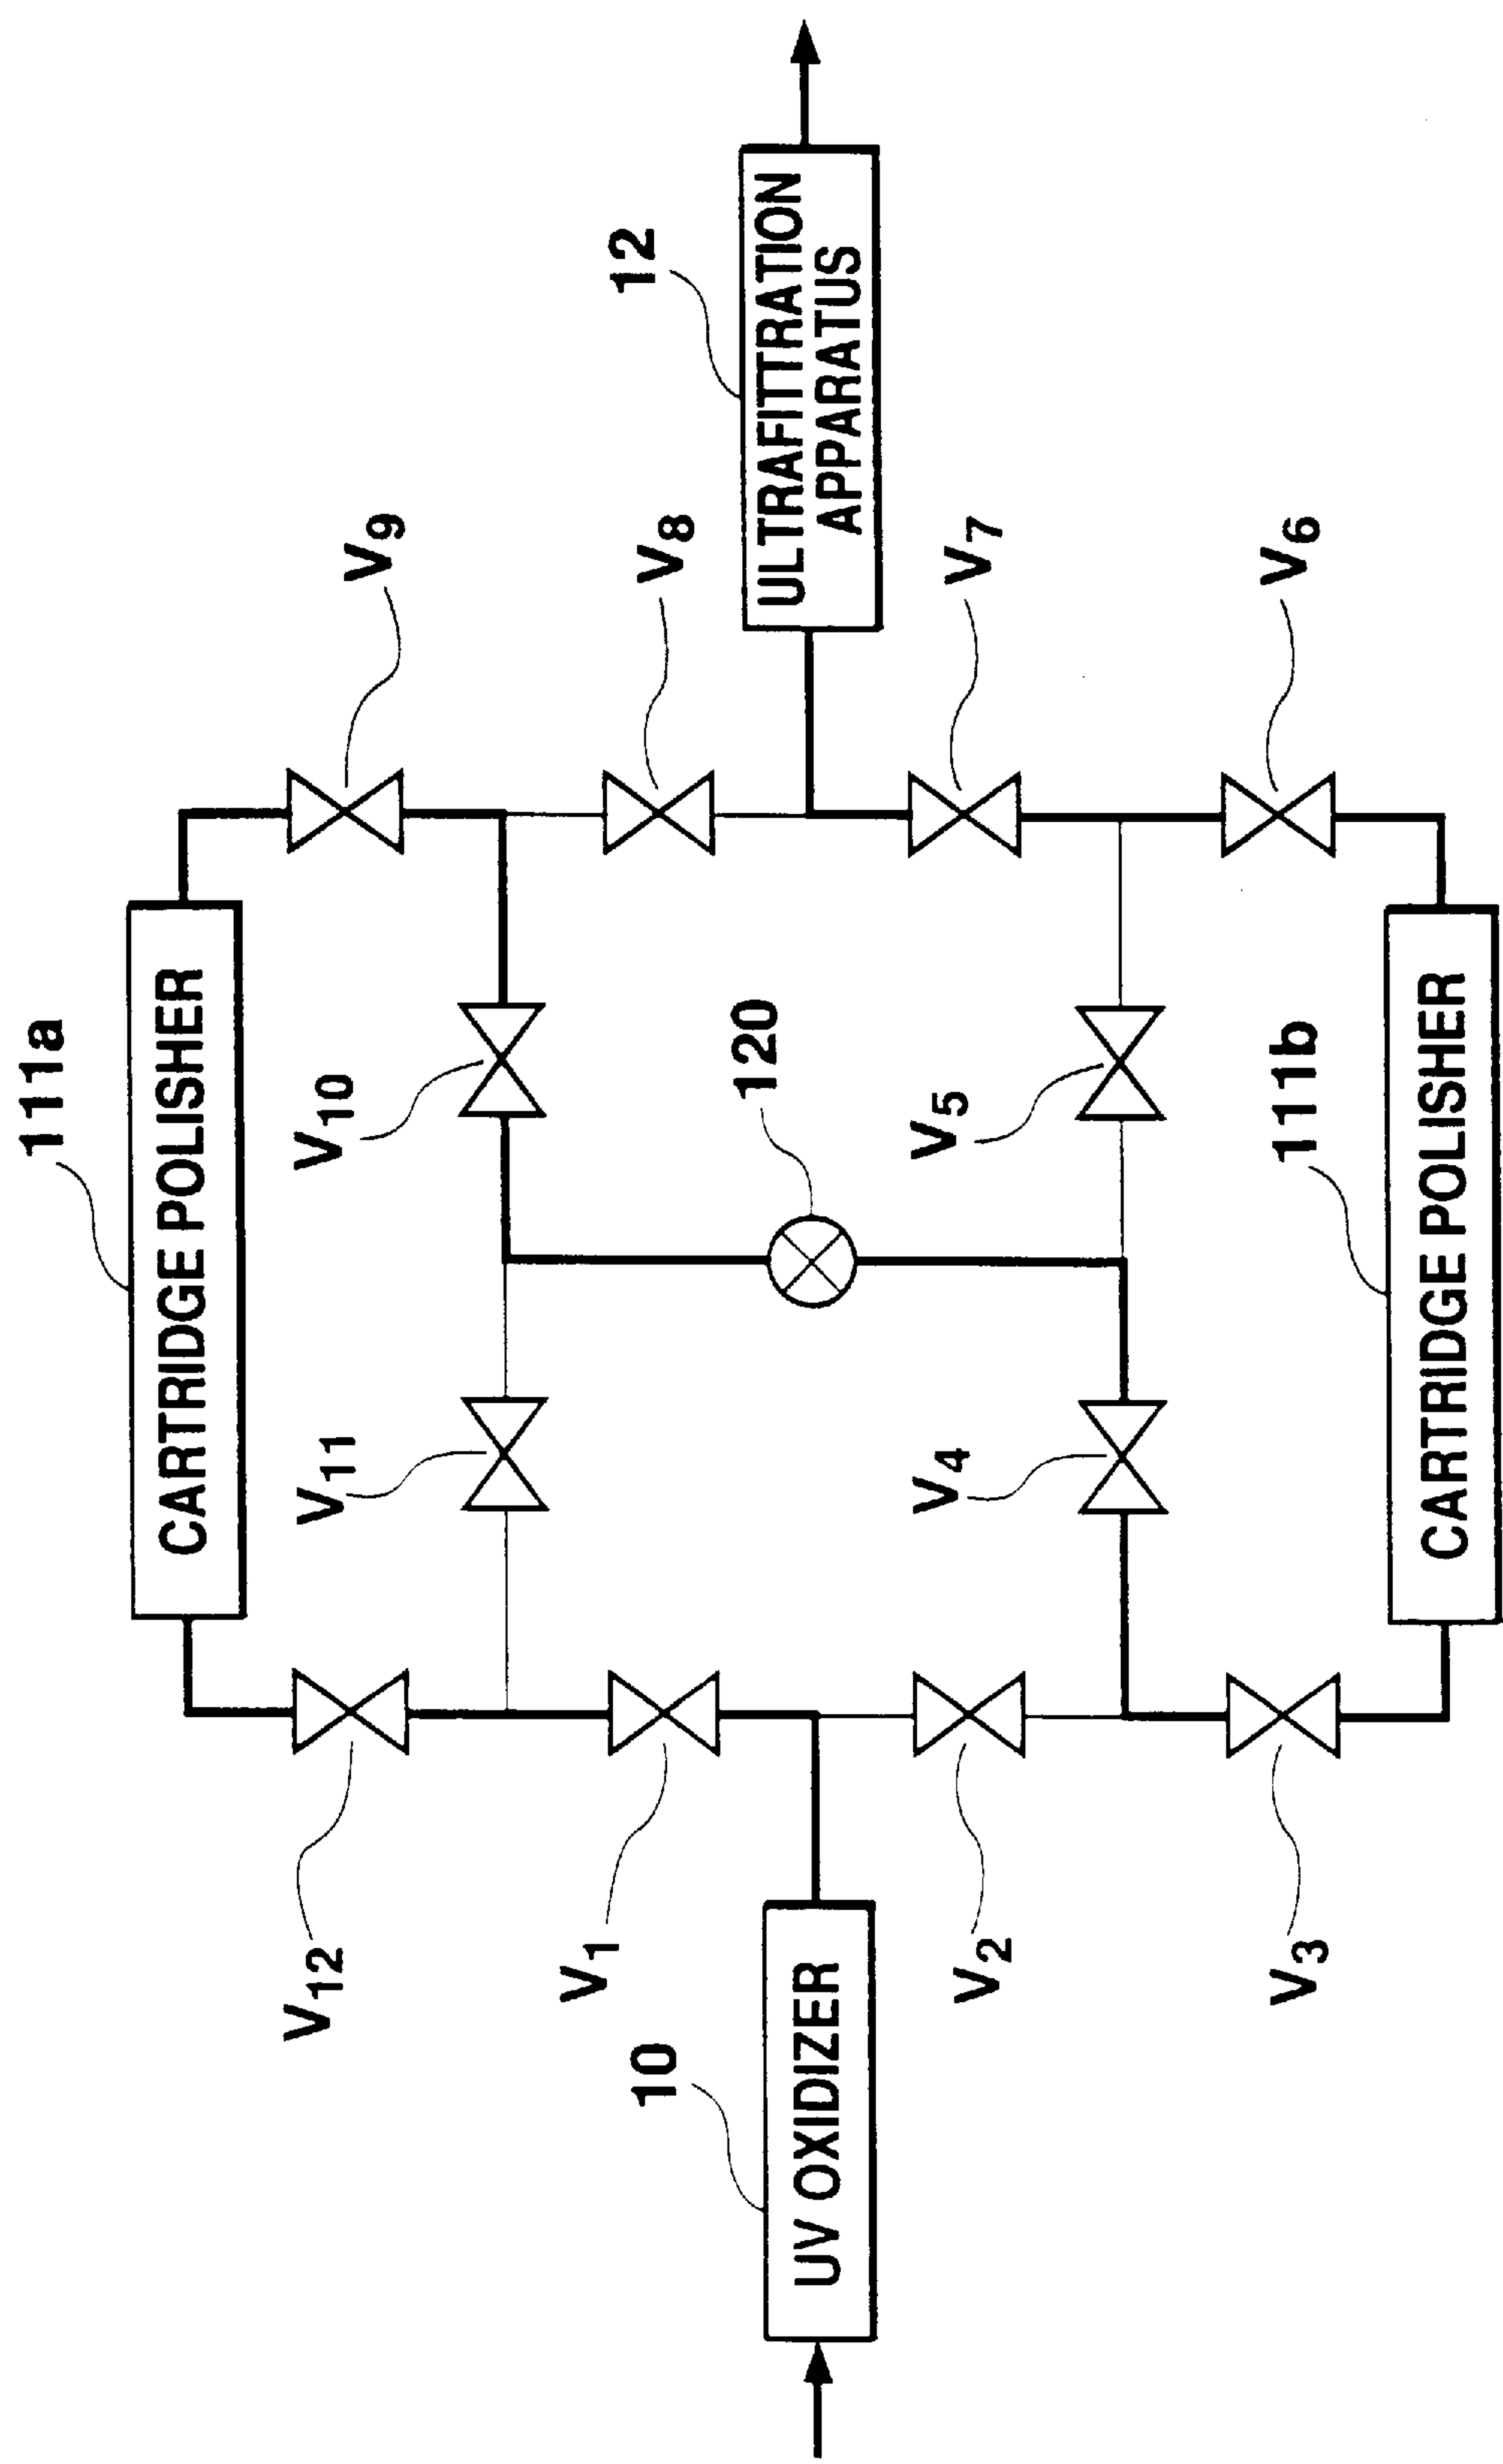 111a
CARTRIDGE POLISHER
V12
V9
V11
V10
V1
V8
10
UV OXIDIZER
120
12
ULTRAFITTRATION
APPARATUS
V2
V7
V4
V5
V3
V6
111b
CARTRIDGE POLISHER